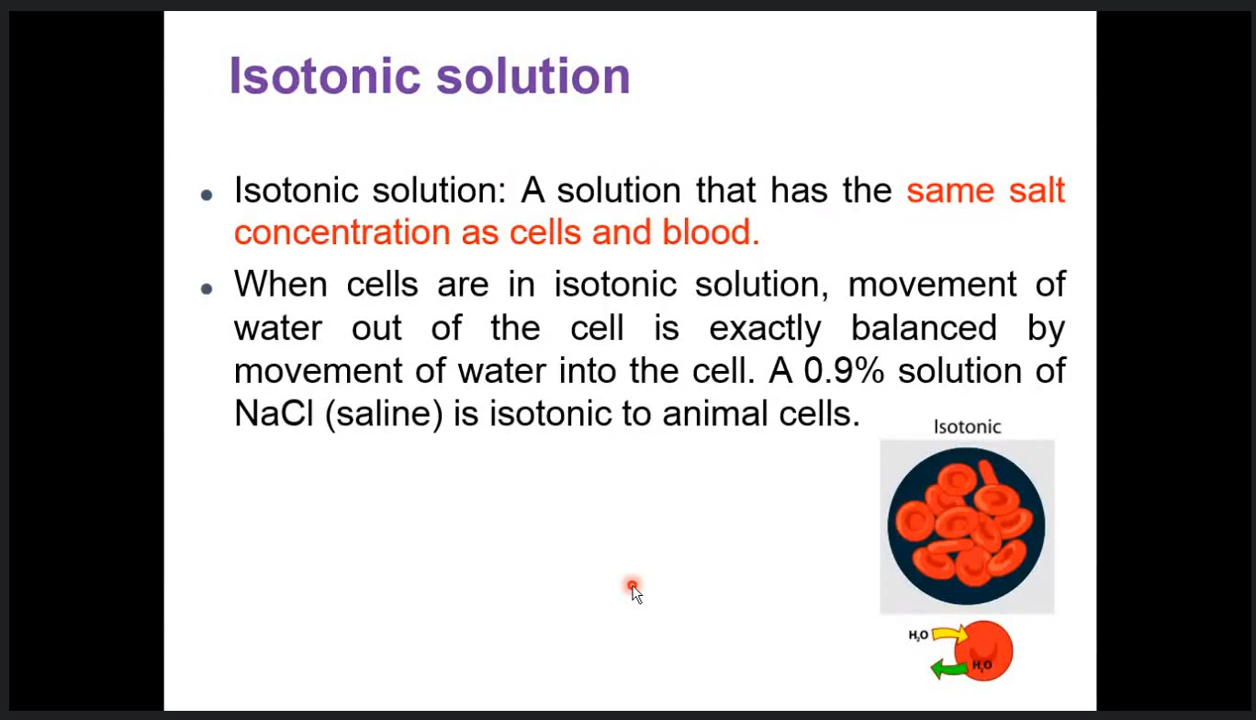 Isotonic solution
• Isotonic solution: A solution that has the same salt
concentration as cells and blood.
• When cells are in isotonic solution, movement of
water out of the cell is exactly balanced by
movement of water into the cell. A 0.9% solution of
NaCl (saline) is isotonic to animal cells.
Isotonic
H₂O
H₂O